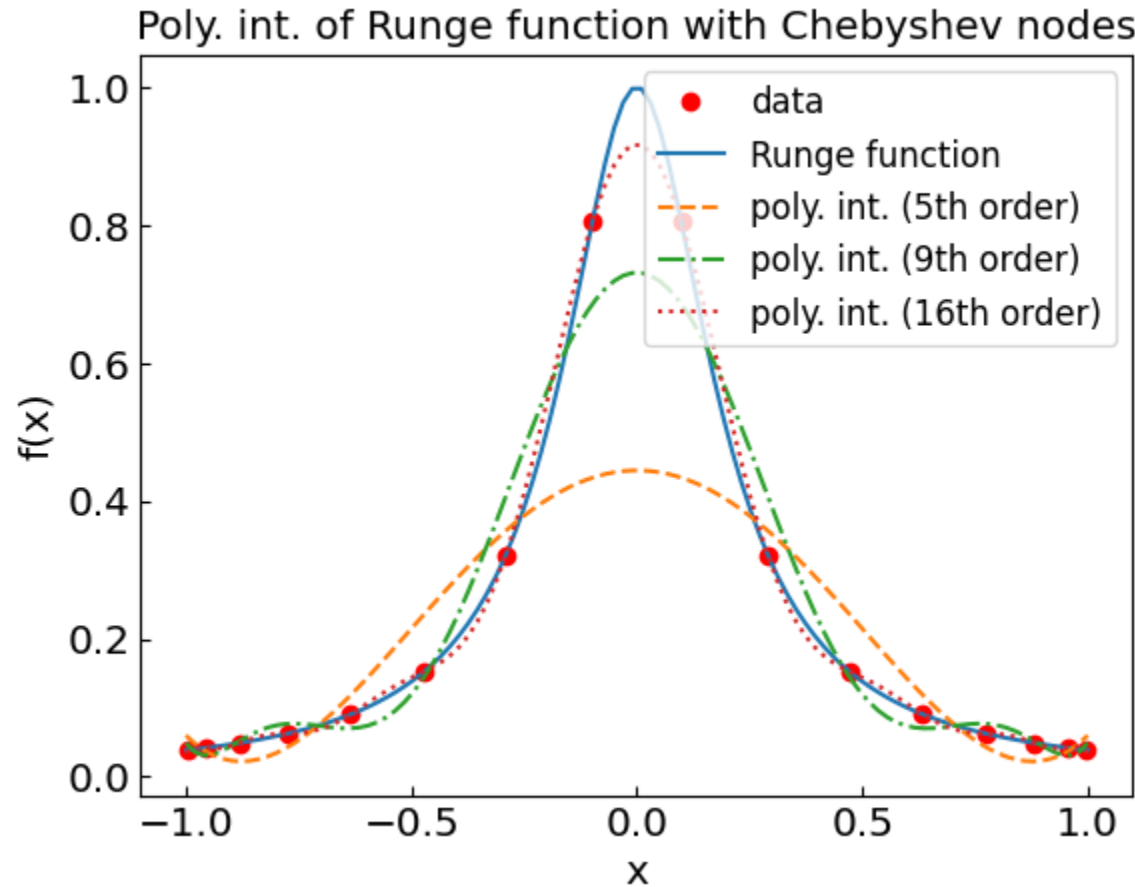 Poly. int. of Runge function with Chebyshev nodes
1.0
0.8
0.6
0.4
0.2
0.0
f(x)
data
Runge function
poly. int. (5th order)
poly. int. (9th order)
poly. int. (16th order)
−1.0
−0.5
0.0
0.5
1.0
x